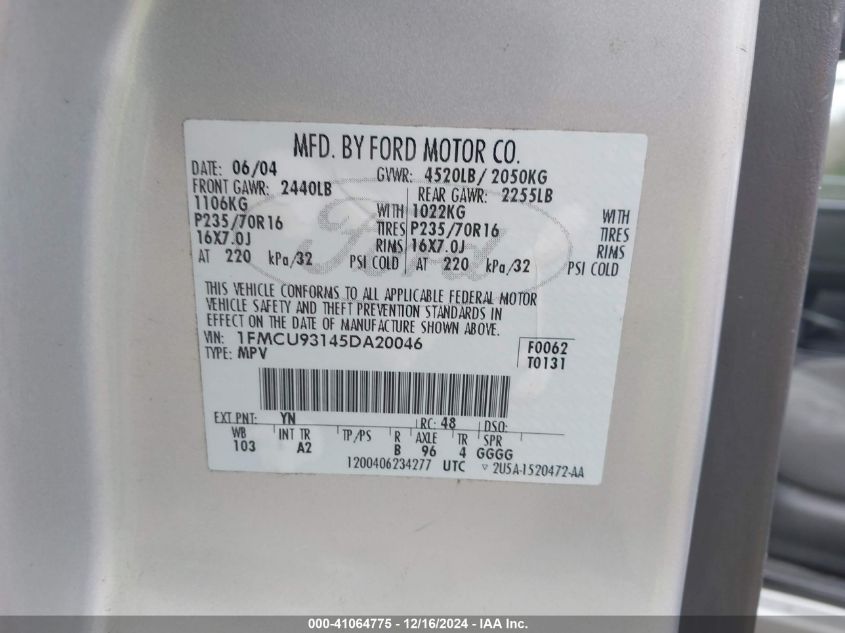 MFD. BY FORD MOTOR CO.
DATE: 06/04 GVWR: 4520LB/ 2050KG
FRONT GAWR: 2440LB REAR GAWR: 2255LB
1106KG WITH 1022KG WITH
P235/70R16 TIRES P235/70R16 TIRES
16X7.0J RIMS 16X7.0J RIMS
AT 220 kPa/32 PSI COLD AT 220 kPa/32 PSI COLD
Ford
THIS VEHICLE CONFORMS TO ALL APPLICABLE FEDERAL MOTOR
VEHICLE SAFETY AND THEFT PREVENTION STANDARDS IN
EFFECT ON THE DATE OF MANUFACTURE SHOWN ABOVE.
VIN: 1FMCU93145DA20046 F0062
TYPE: MPV T0131
EXT PNT: YN RC: 48 DSO:
WB INT TR TP/PS R AXLE TR SPR
103 A2 B 96 4 GGGG
1200406234277 UTC ▽ 2U5A-1520472-AA
000-41064775 - 12/16/2024 - IAA Inc.